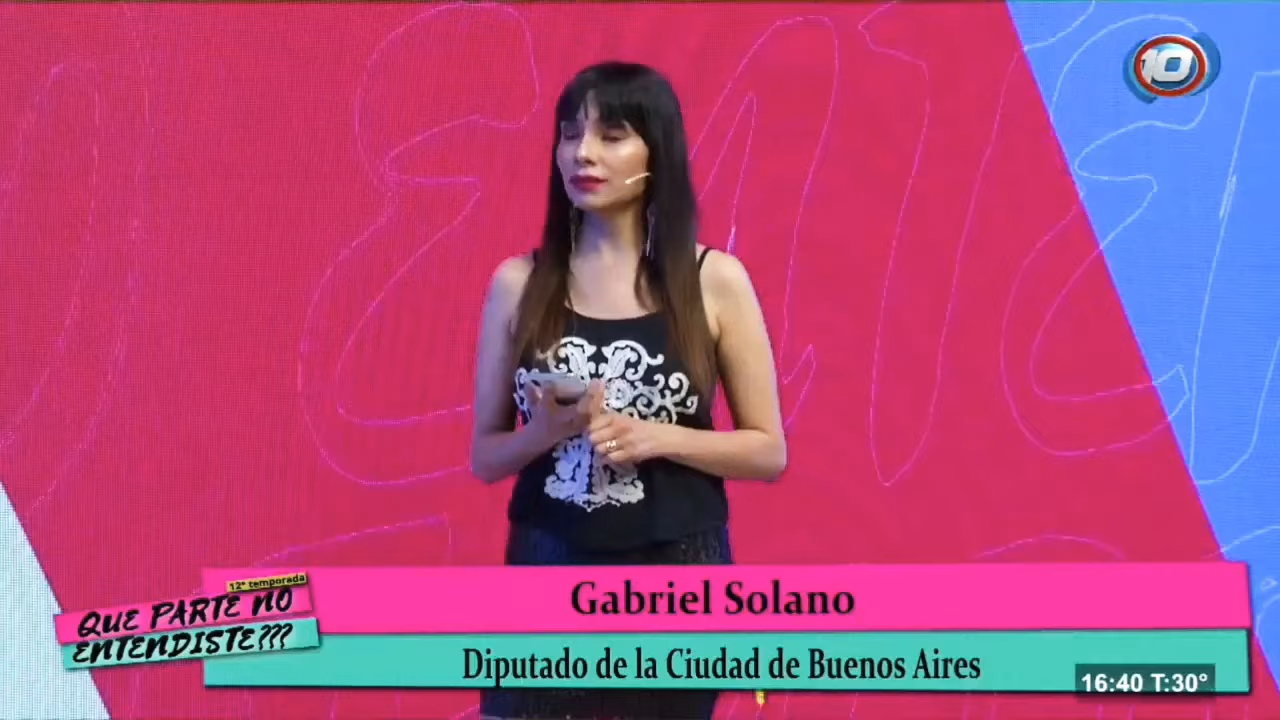 10
12° temporada
QUE PARTE NO
ENTENDISTE???
Gabriel Solano
Diputado de la Ciudad de Buenos Aires
16:40 T:30°